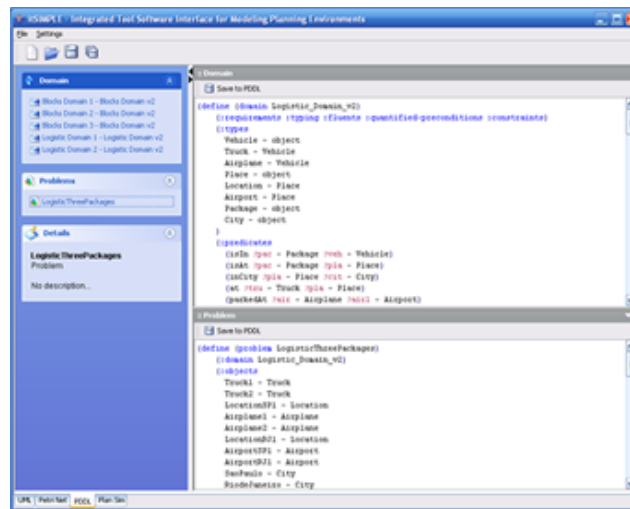 itSIMPLE - Integrated Tool Software Interface for Modeling Planning Environments
File Settings
Domain
Blocks Domain 1 - Blocks Domain v2
Blocks Domain 2 - Blocks Domain v2
Blocks Domain 3 - Blocks Domain v2
Logistic Domain 1 - Logistic Domain v2
Logistic Domain 2 - Logistic Domain v2
Problems
LogisticThreePackages
Details
LogisticThreePackages
Problem
No description...
:: Domain
Save to PDDL
(define (domain Logistic_Domain_v2)
(:requirements :typing :fluents :quantified-preconditions :constraints)
(:types
Vehicle - object
Truck - Vehicle
Airplane - Vehicle
Place - object
Location - Place
Airport - Place
Package - object
City - object
)
(:predicates
(isIn ?pac - Package ?veh - Vehicle)
(isAt ?pac - Package ?pla - Place)
(inCity ?pla - Place ?cit - City)
(at ?tru - Truck ?pla - Place)
(parkedAt ?air - Airplane ?air1 - Airport)
:: Problem
Save to PDDL
(define (problem LogisticThreePackages)
(:domain Logistic_Domain_v2)
(:objects
Truck1 - Truck
Truck2 - Truck
LocationSP1 - Location
Airplane1 - Airplane
Airplane2 - Airplane
LocationRJ1 - Location
AirportSP1 - Airport
AirportRJ1 - Airport
SaoPaulo - City
RiodeJaneiro - City
UML Petri Net PDDL Plan Sim